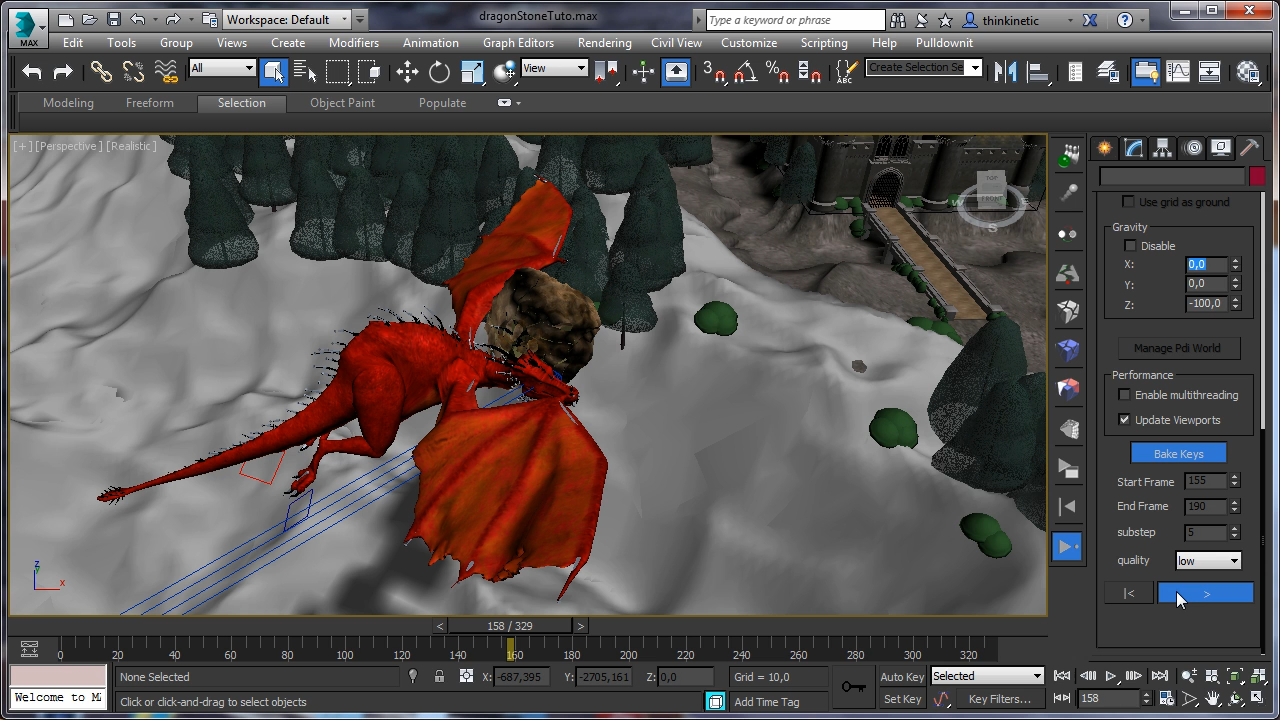 Workspace: Default
dragonStoneTuto.max
Type a keyword or phrase
thinkinetic
MAX
Edit Tools Group Views Create Modifiers Animation Graph Editors Rendering Civil View Customize Scripting Help Pulldownit
All
View
3
%
ABC
Create Selection Se
Modeling Freeform Selection Object Paint Populate
[+] [Perspective] [Realistic]
TOP
FRONT
W
S
Use grid as ground
Gravity
Disable
X: 0,0
Y: 0,0
Z: -100,0
Manage Pdi World
Performance
Enable multithreading
Update Viewports
Bake Keys
Start Frame 155
End Frame 190
substep 5
quality low
|< >
z
x
< 158 / 329 >
0 20 40 60 80 100 120 140 160 180 200 220 240 260 280 300 320
None Selected
X: -687,395 Y: -2705,161 Z: 0,0
Grid = 10,0
Auto Key Selected
Welcome to MA
Click or click-and-drag to select objects
Add Time Tag
Set Key Key Filters...
158